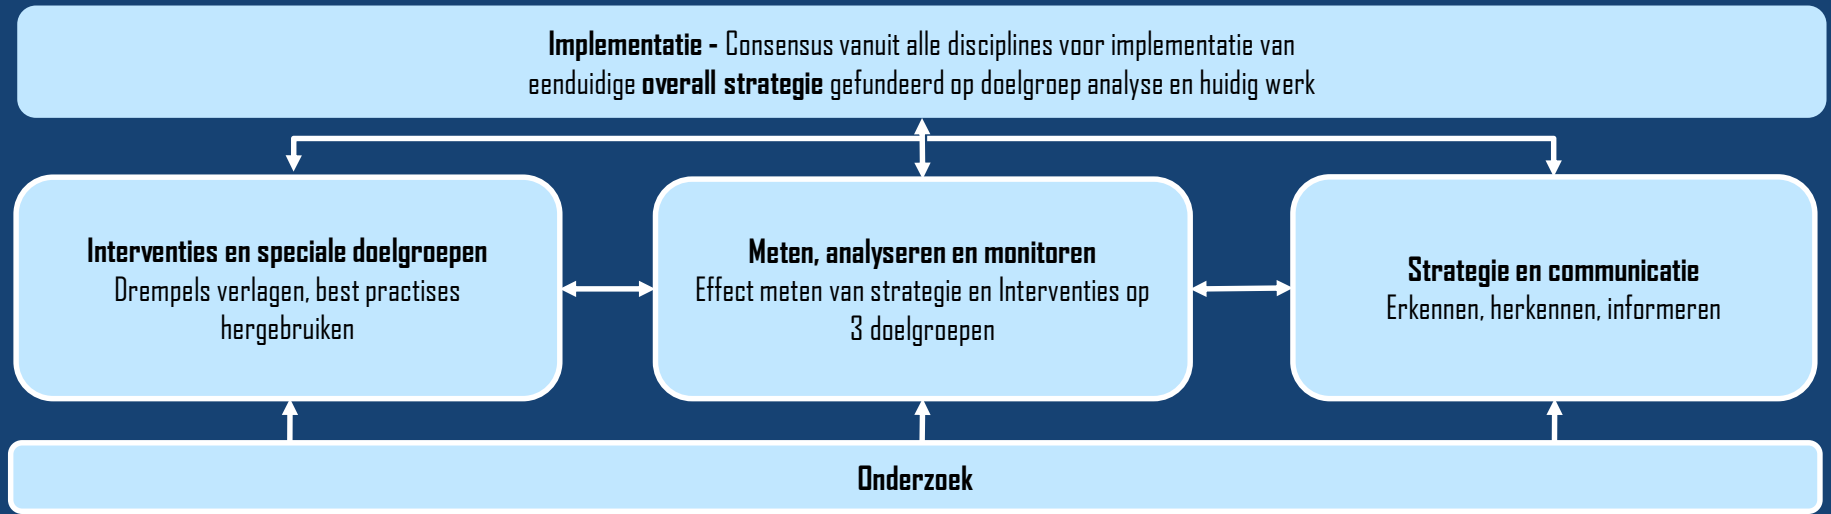 Implementatie - Consensus vanuit alle disciplines voor implementatie van
eenduidige overall strategie gefundeerd op doelgroep analyse en huidig werk
Interventies en speciale doelgroepen
Drempels verlagen, best practises
hergebruiken
Meten, analyseren en monitoren
Effect meten van strategie en Interventies op
3 doelgroepen
Strategie en communicatie
Erkennen, herkennen, informeren
Onderzoek